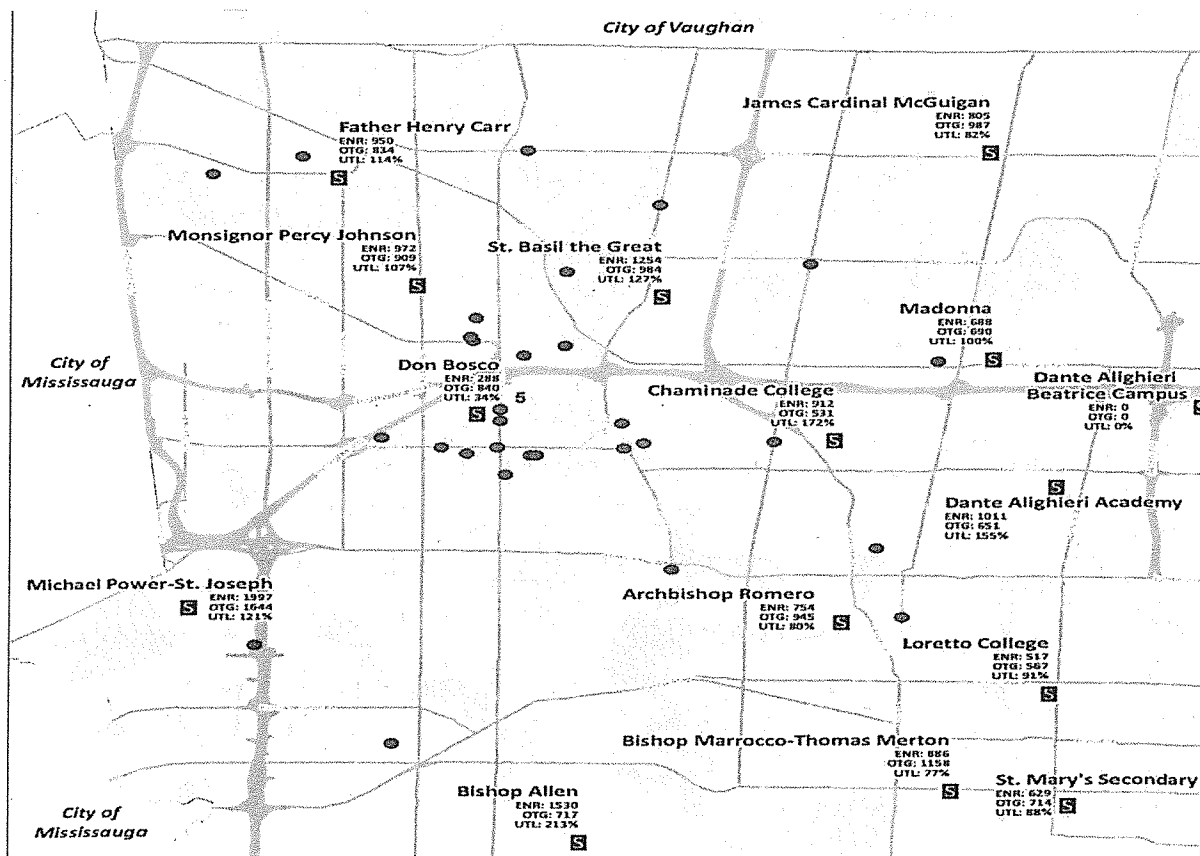 City of Vaughan
James Cardinal McGuigan
ENR: 805
OTG: 987
UTL: 82%
Father Henry Carr
ENR: 950
OTG: 834
UTL: 114%
S
S
Monsignor Percy Johnson
ENR: 972
OTG: 909
UTL: 107%
S
St. Basil the Great
ENR: 1254
OTG: 984
UTL: 127%
S
Madonna
ENR: 688
OTG: 690
UTL: 100%
S
City of
Mississauga
Don Bosco
ENR: 288
OTG: 840
UTL: 34%
S
5
Chaminade College
ENR: 912
OTG: 531
UTL: 172%
S
Dante Alighieri
Beatrice Campus
ENR: 0
OTG: 0
UTL: 0%
S
S
Dante Alighieri Academy
ENR: 1011
OTG: 651
UTL: 155%
Michael Power-St. Joseph
ENR: 1997
OTG: 1644
UTL: 121%
S
Archbishop Romero
ENR: 754
OTG: 945
UTL: 80%
S
Loretto College
ENR: 517
OTG: 567
UTL: 91%
S
Bishop Marrocco-Thomas Merton
ENR: 886
OTG: 1158
UTL: 77%
S
St. Mary's Secondary
ENR: 629
OTG: 714
UTL: 88%
S
Bishop Allen
ENR: 1530
OTG: 717
UTL: 213%
S
City of
Mississauga